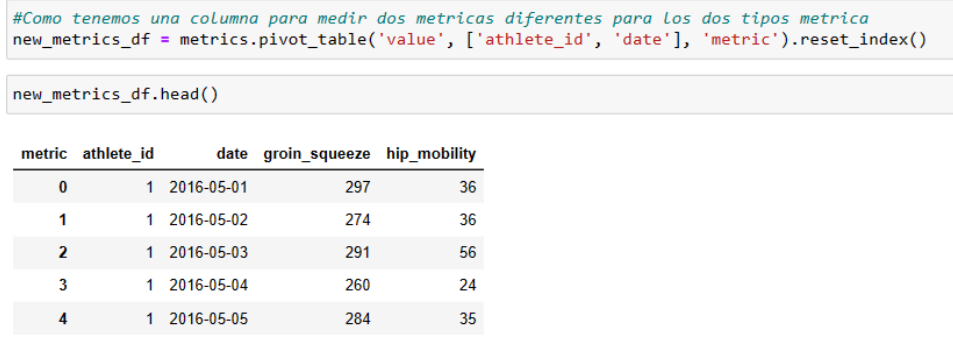 #Como tenemos una columna para medir dos metricas diferentes para los dos tipos metrica
new_metrics_df = metrics.pivot_table('value', ['athlete_id', 'date'], 'metric').reset_index()
new_metrics_df.head()
metric athlete_id date groin_squeeze hip_mobility
0 1 2016-05-01 297 36
1 1 2016-05-02 274 36
2 1 2016-05-03 291 56
3 1 2016-05-04 260 24
4 1 2016-05-05 284 35